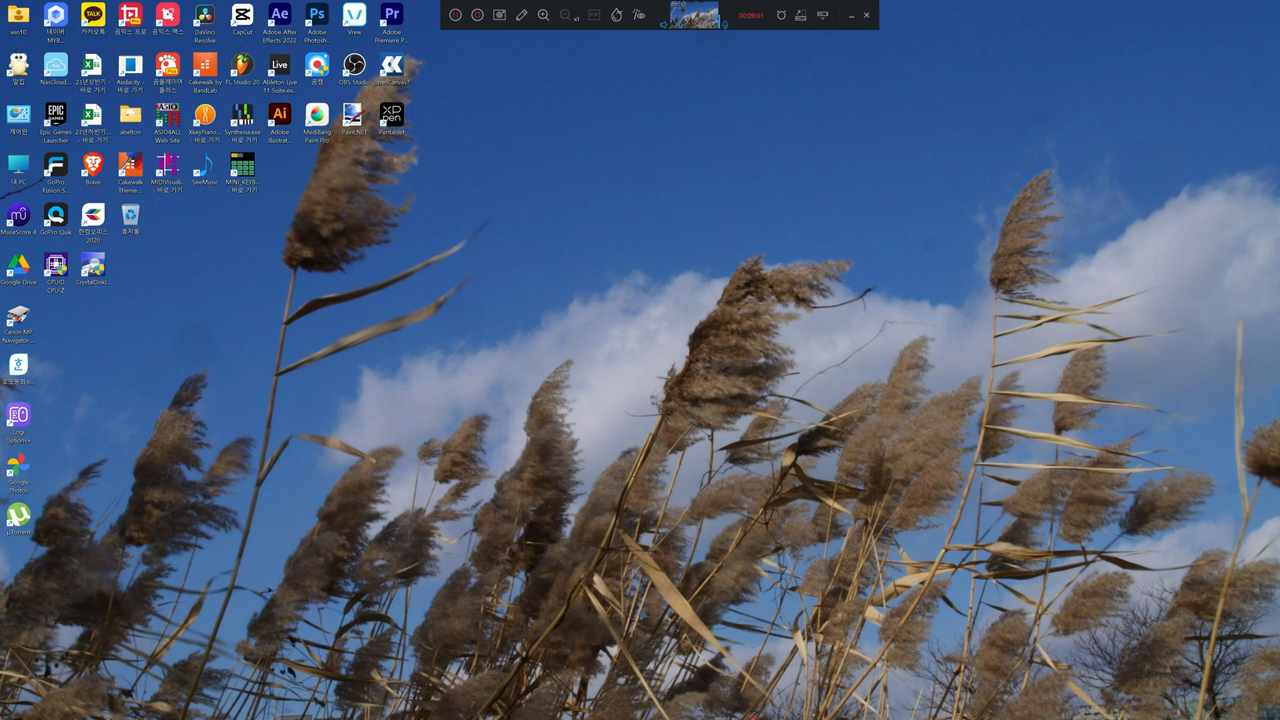 win10
네이버 MYB...
카카오톡
곰믹스 프로
곰믹스 맥스
DaVinci Resolve
CapCut
Adobe After Effects 2022
Adobe Photosh...
Vrew
Adobe Premiere P...
알집
NasCloud...
23년상반기 - 바로 가기
Audacity - 바로 가기
곰플레이어 플러스
Cakewalk by BandLab
FL Studio 20
Ableton Live 11 Suite.ex...
곰캠
OBS Studio
openCanvas7
제어판
Epic Games Launcher
23년하반기... - 바로 가기
abelton
ASIO4ALL Web Site
XkeyPiano... - 바로 가기
Synthesia.exe - 바로 가기
Adobe Illustrat...
MediBang Paint Pro
Paint.NET
Pentablet
내 PC
GoPro Fusion S...
Brave
Cakewalk Theme ...
MIDIVisuali... - 바로 가기
SeeMusic
MINI_KEYB... - 바로 가기
MuseScore 4
GoPro Quik
한컴오피스 2020
휴지통
Google Drive
CPUID CPU-Z
CrystalDiskI...
Canon MP Navigator ...
Logi Options+
Google Photos
µTorrent
00:09:01
x1